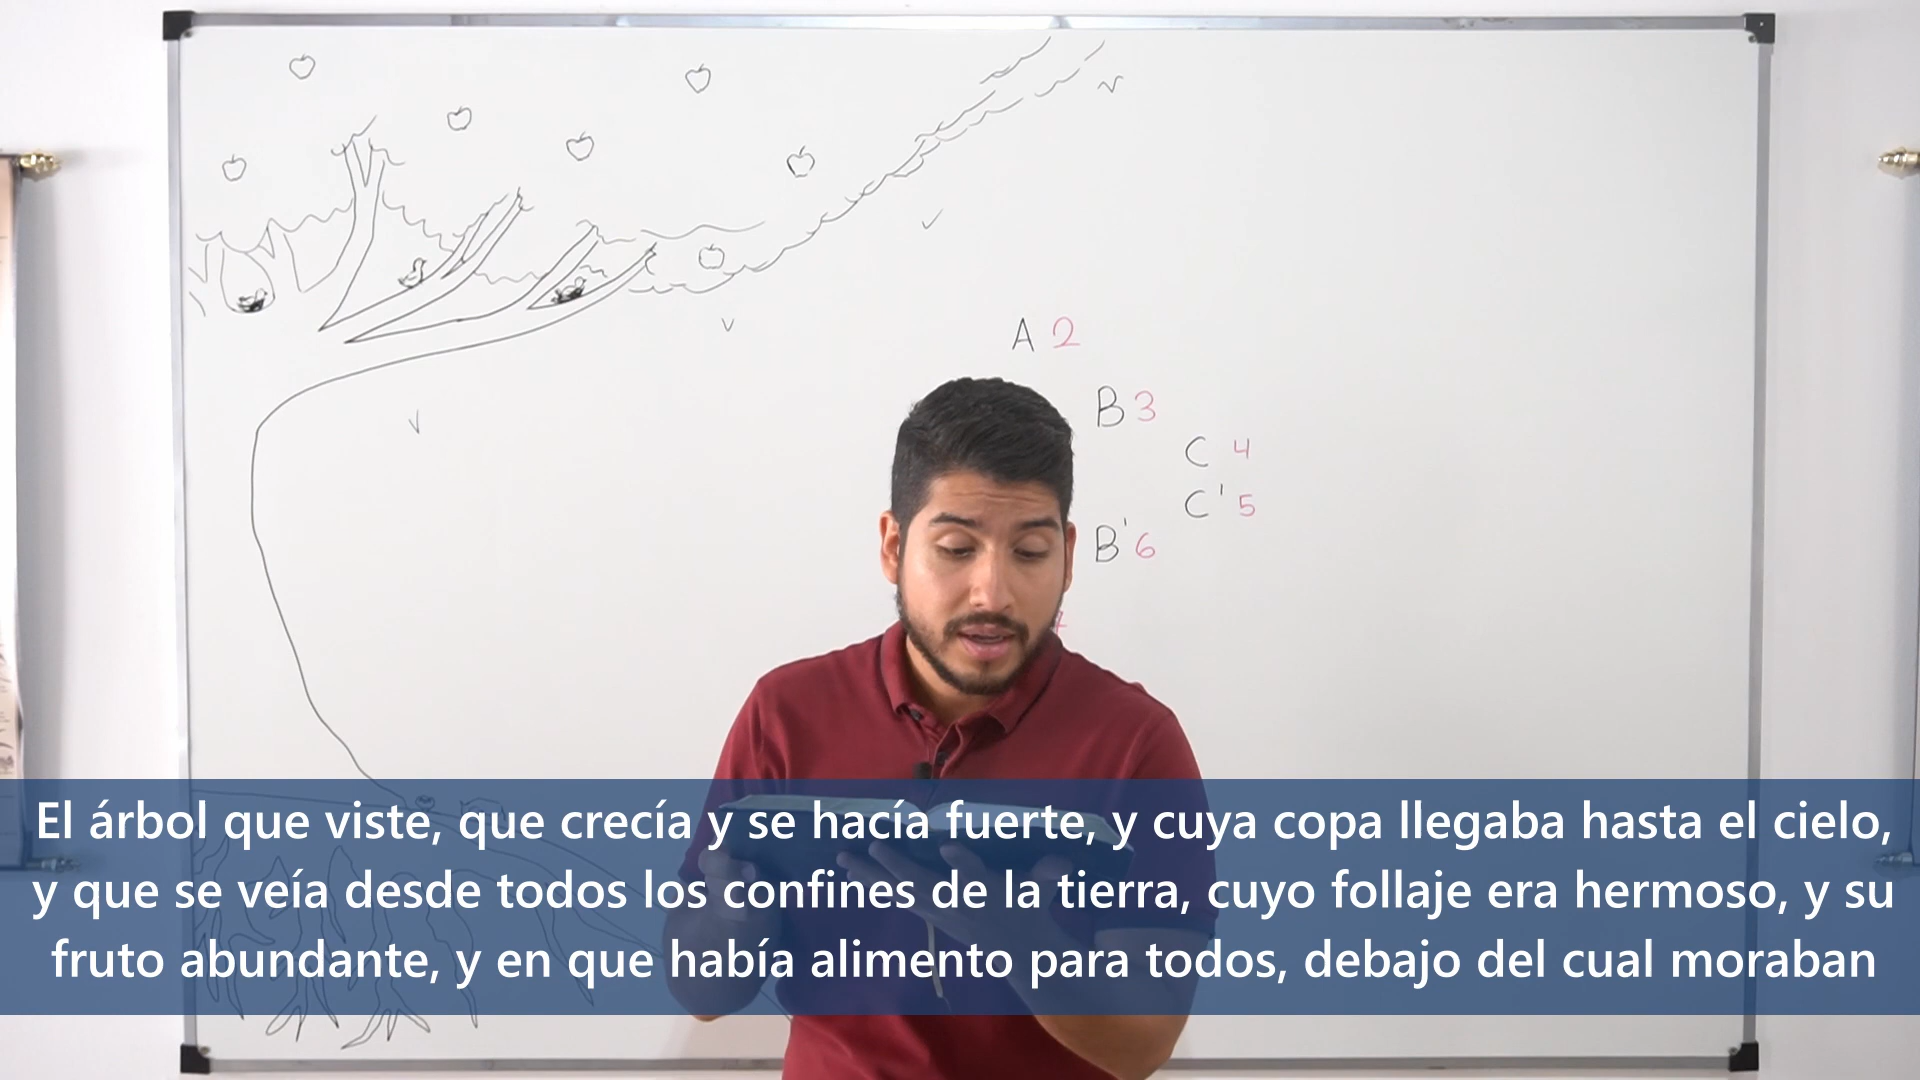 A 2
B 3
C 4
C' 5
B' 6
7
El árbol que viste, que crecía y se hacía fuerte, y cuya copa llegaba hasta el cielo,
y que se veía desde todos los confines de la tierra, cuyo follaje era hermoso, y su
fruto abundante, y en que había alimento para todos, debajo del cual moraban